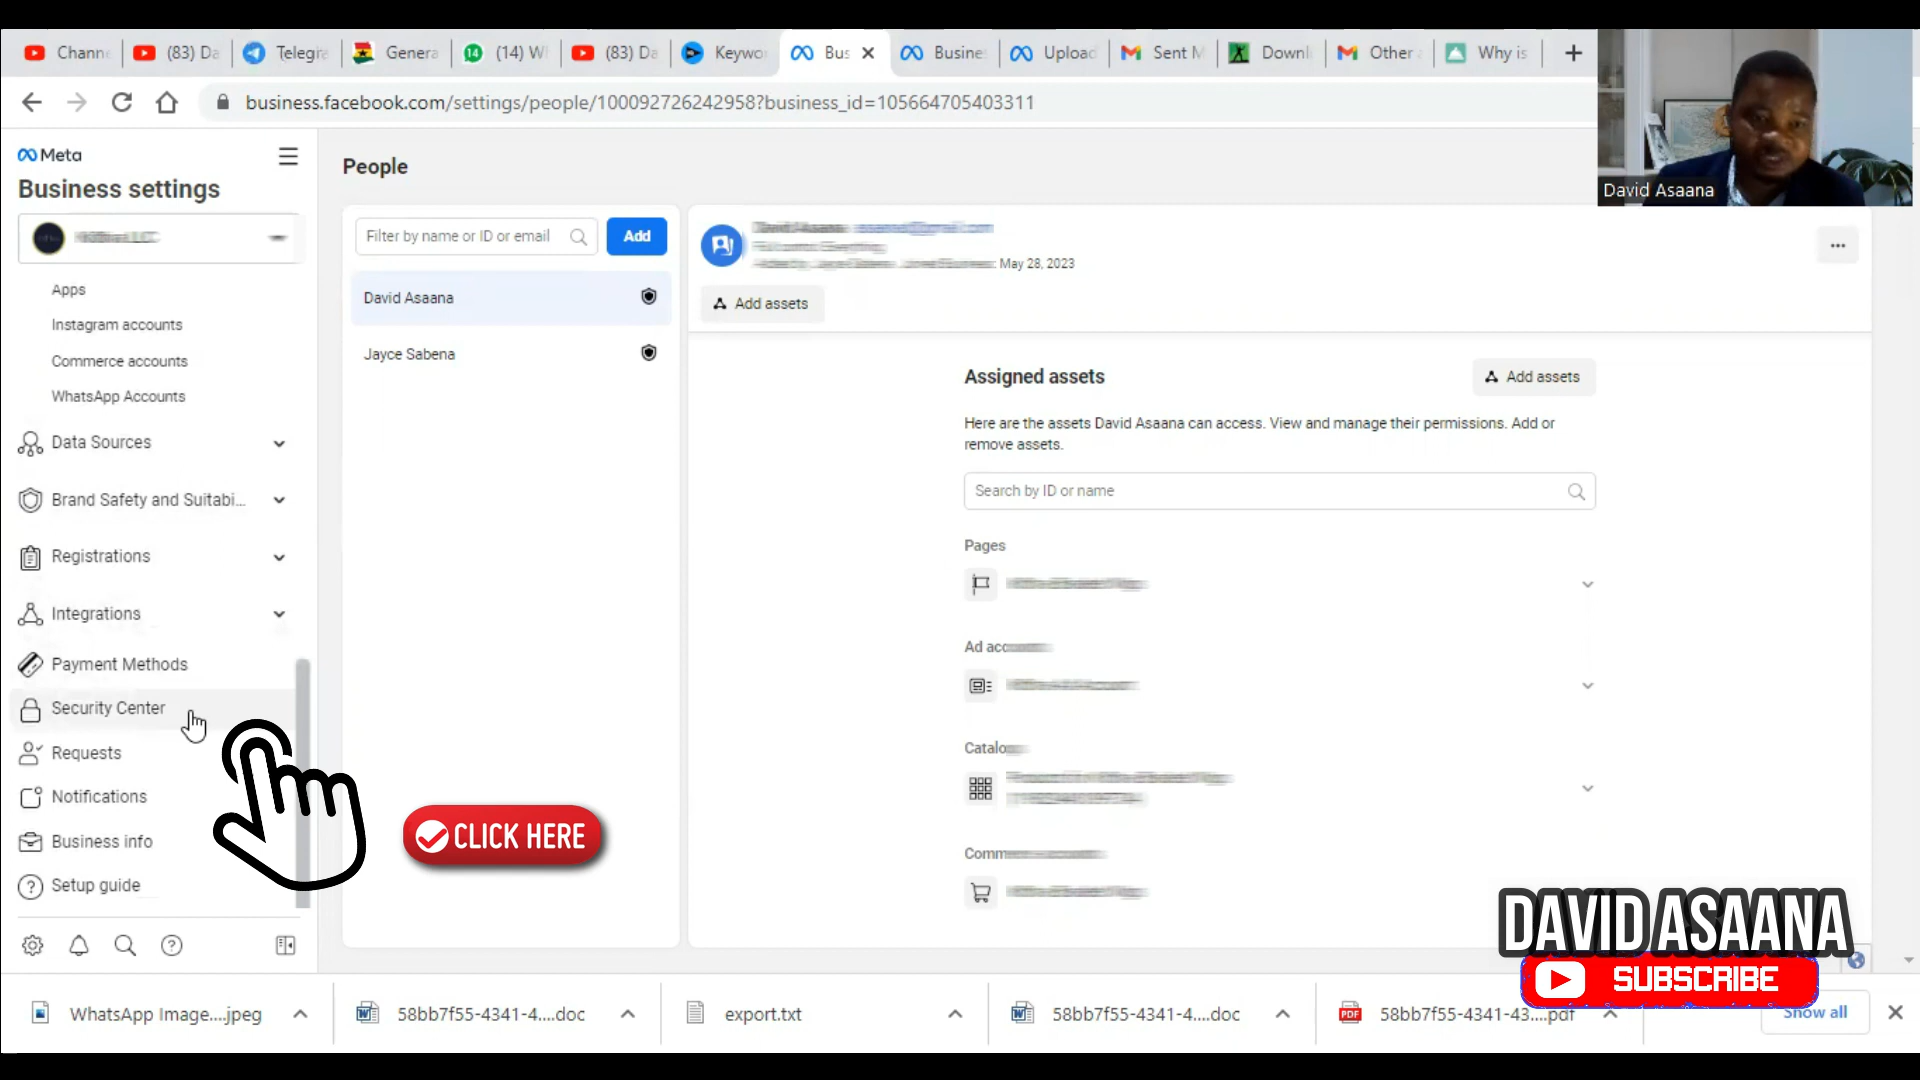 Chann
(83) Da
Telegra
Genera
(14) W
(83) Da
Keywo
Bus
Busine
Upload
Sent M
Downl
Other
Why is
business.facebook.com/settings/people/100092726242958?business_id=105664705403311
David Asaana
Meta
Business settings
Apps
Instagram accounts
Commerce accounts
WhatsApp Accounts
Data Sources
Brand Safety and Suitabi...
Registrations
Integrations
Payment Methods
Security Center
Requests
Notifications
Business info
Setup guide
People
Filter by name or ID or email
Add
David Asaana
Jayce Sabena
May 28, 2023
Add assets
Assigned assets
Add assets
Here are the assets David Asaana can access. View and manage their permissions. Add or
remove assets.
Search by ID or name
Pages
Ad acc
Catalo
Comm
CLICK HERE
DAVID ASAANA
SUBSCRIBE
WhatsApp Image....jpeg
58bb7f55-4341-4....doc
export.txt
58bb7f55-4341-4....doc
58bb7f55-4341-43....pdf
Show all